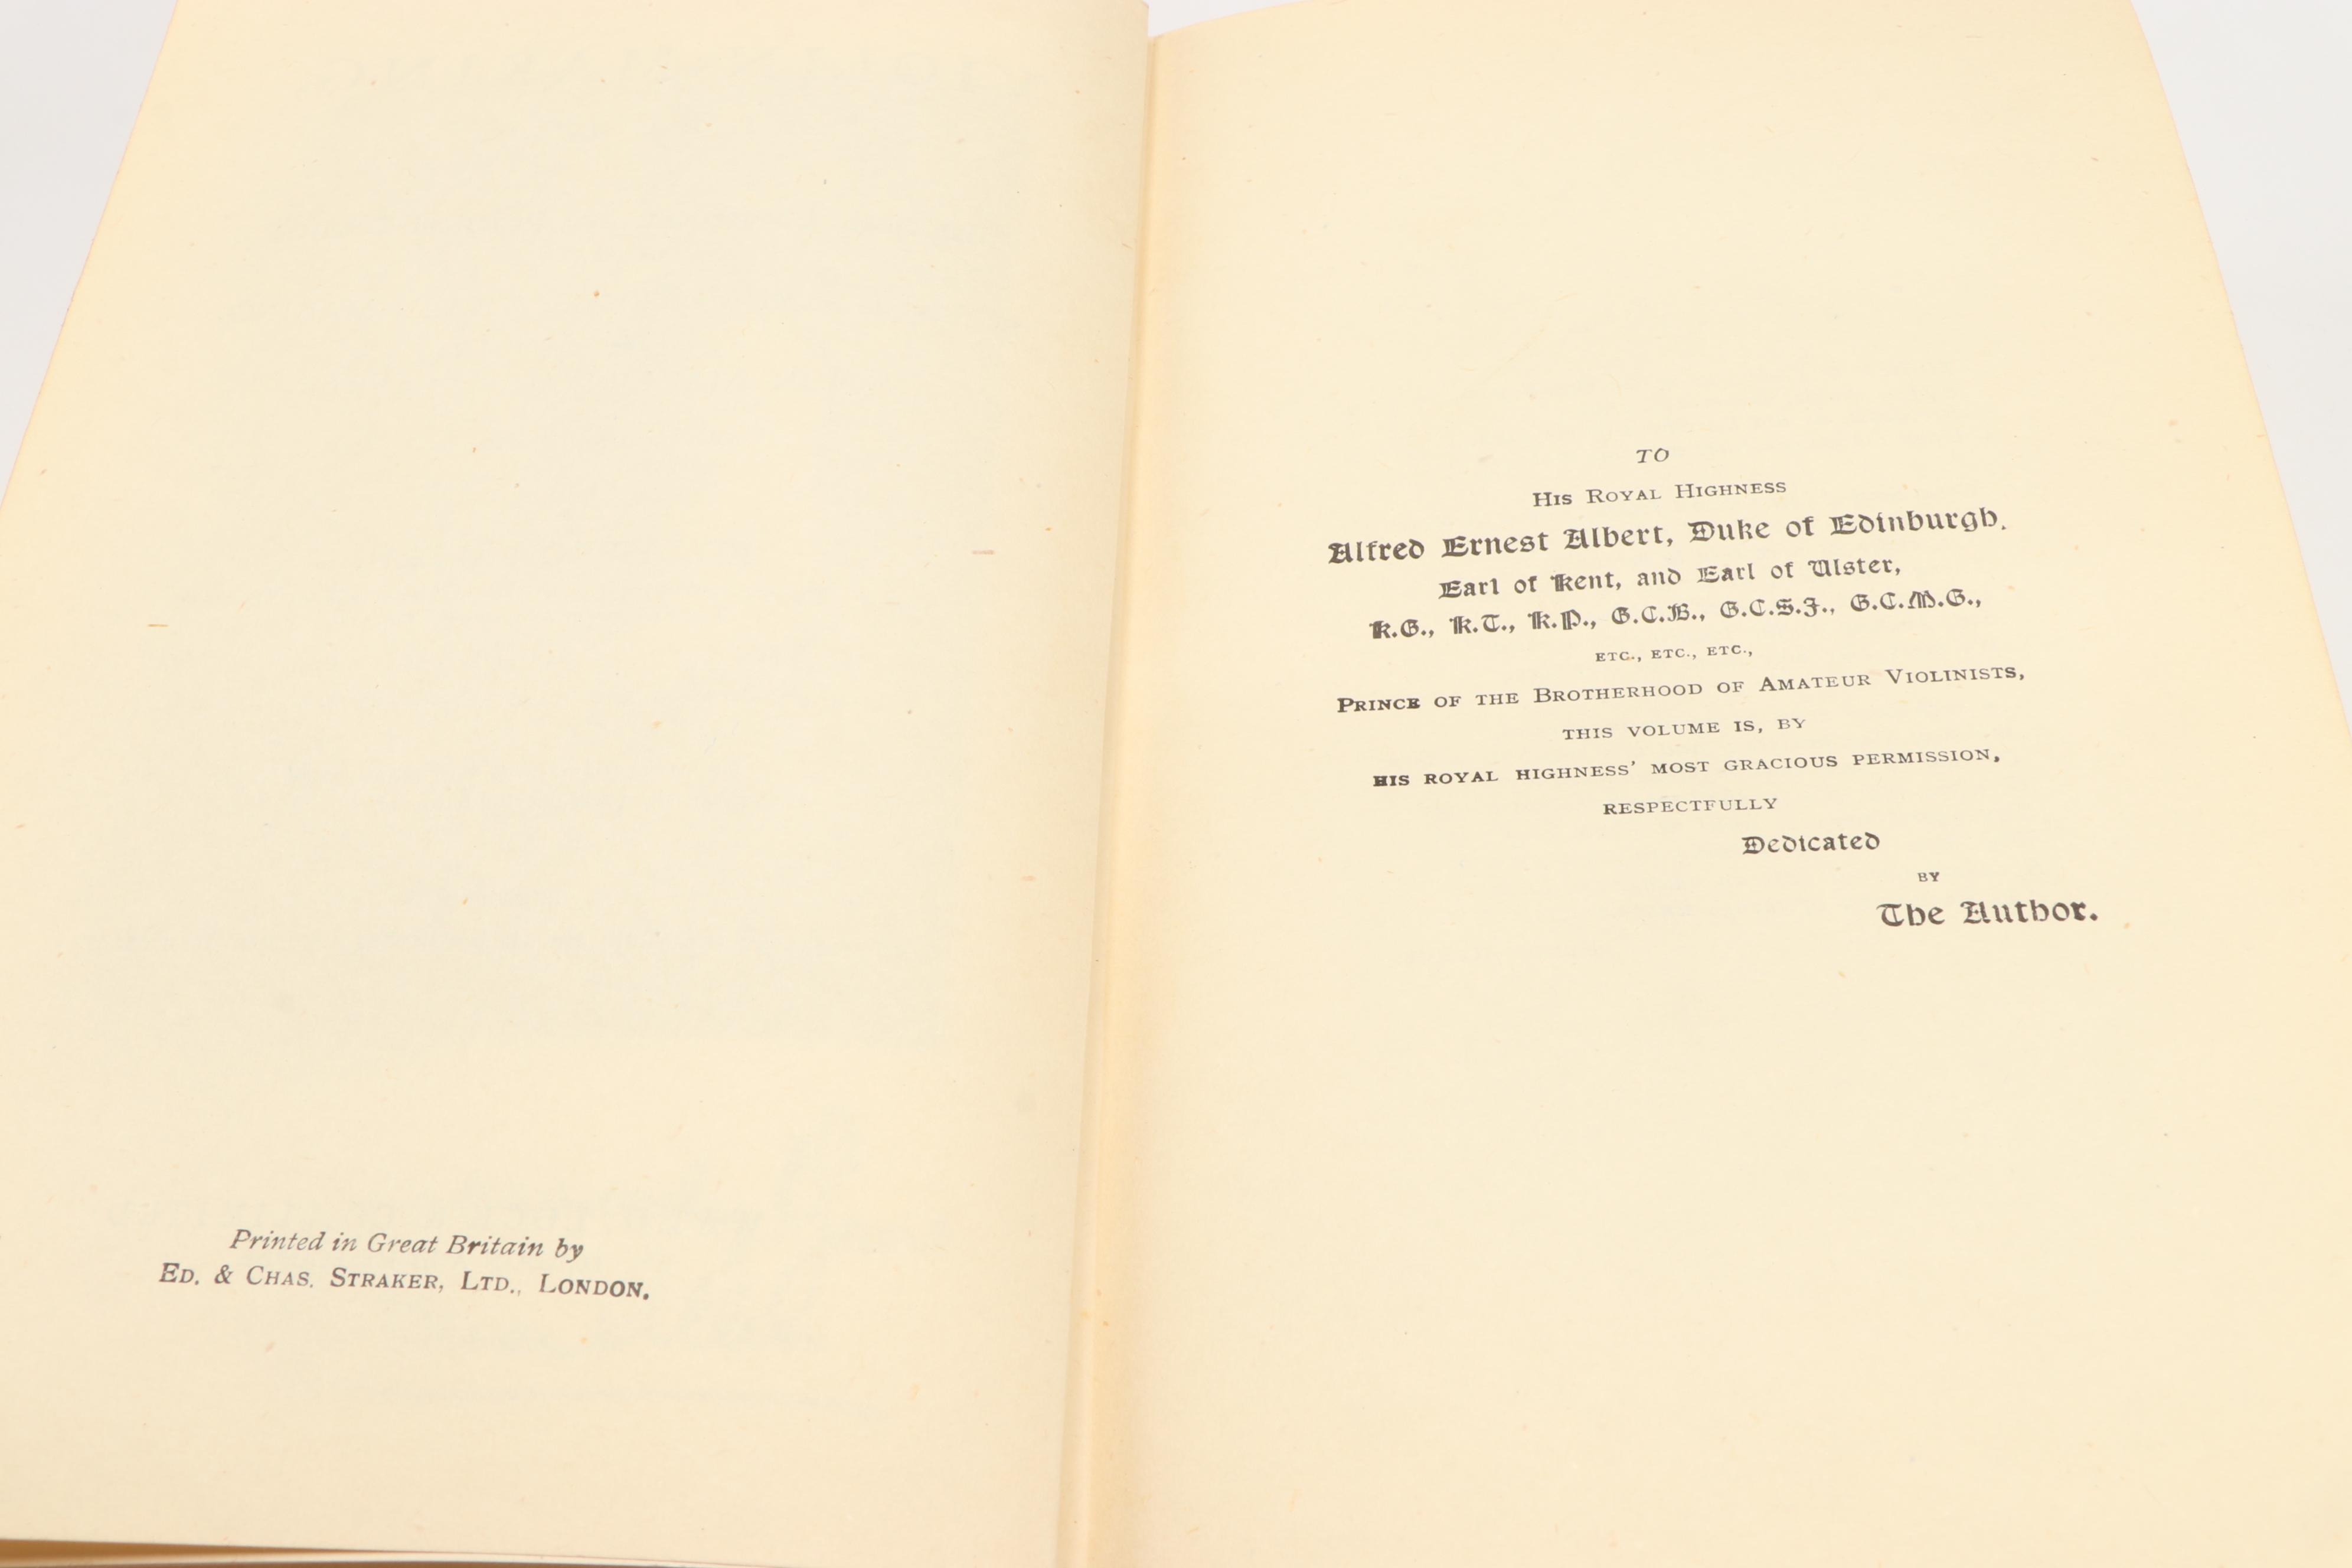 Printed in Great Britain by
ED. & CHAS. STRAKER, LTD., LONDON.
TO
HIS ROYAL HIGHNESS
Alfred Ernest Albert, Duke of Edinburgh,
Earl of Kent, and Earl of Ulster,
K.G., K.T., K.P., G.C.B., G.C.S.J., G.C.M.G.,
ETC., ETC., ETC.,
PRINCE OF THE BROTHERHOOD OF AMATEUR VIOLINISTS,
THIS VOLUME IS, BY
HIS ROYAL HIGHNESS' MOST GRACIOUS PERMISSION,
RESPECTFULLY
Dedicated
BY
The Author.